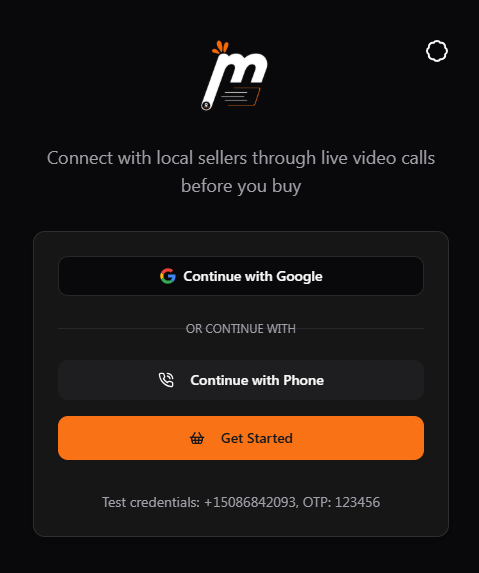 m
Connect with local sellers through live video calls
before you buy
Continue with Google
OR CONTINUE WITH
Continue with Phone
Get Started
Test credentials: +15086842093, OTP: 123456